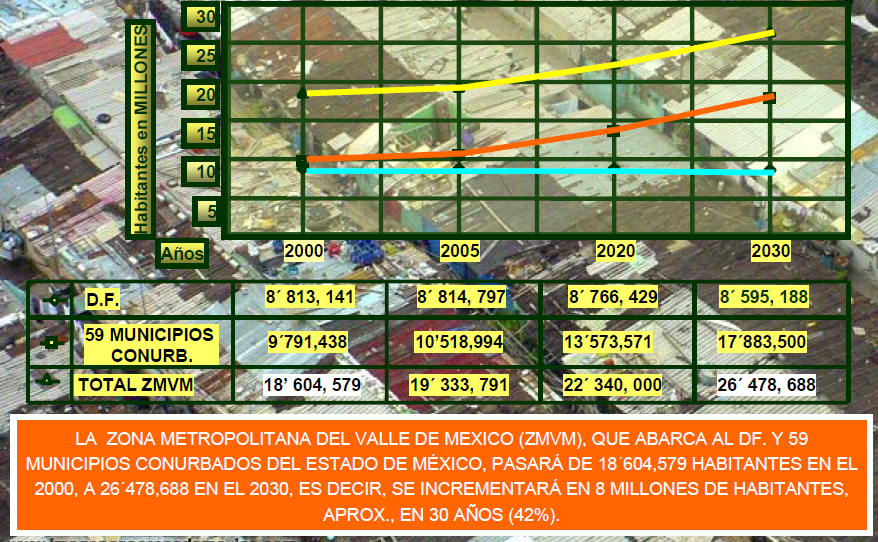 Habitantes en MILLONES
30
25
20
15
10
5
Años
2000 2005 2020 2030
D.F. 8´ 813, 141 8´ 814, 797 8´ 766, 429 8´ 595, 188
59 MUNICIPIOS
CONURB. 9´791,438 10’518,994 13´573,571 17´883,500
TOTAL ZMVM 18’ 604, 579 19´ 333, 791 22´ 340, 000 26´ 478, 688
LA ZONA METROPOLITANA DEL VALLE DE MEXICO (ZMVM), QUE ABARCA AL DF. Y 59
MUNICIPIOS CONURBADOS DEL ESTADO DE MÉXICO, PASARÁ DE 18´604,579 HABITANTES EN EL
2000, A 26´478,688 EN EL 2030, ES DECIR, SE INCREMENTARÁ EN 8 MILLONES DE HABITANTES,
APROX., EN 30 AÑOS (42%).